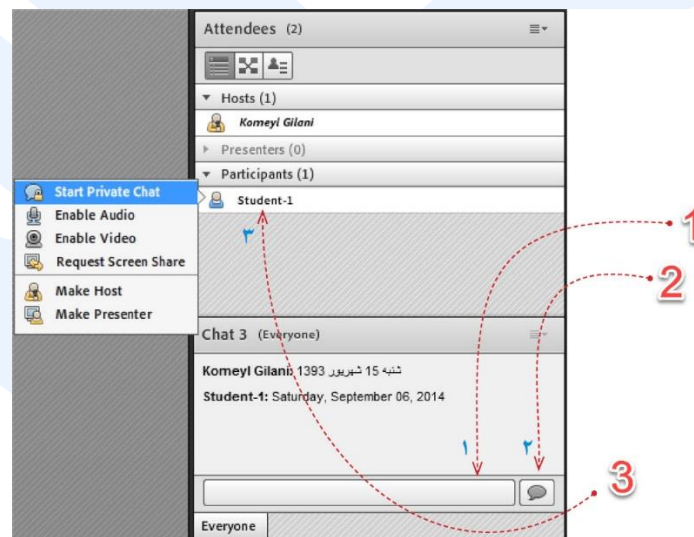 Attendees (2)
Hosts (1)
Komeyl Gilani
Presenters (0)
Participants (1)
Student-1
Start Private Chat
Enable Audio
Enable Video
Request Screen Share
Make Host
Make Presenter
۳
1
2
Chat 3 (Everyone)
Komeyl Gilani: شنبه 15 شهریور 1393
Student-1: Saturday, September 06, 2014
۱
۲
3
Everyone